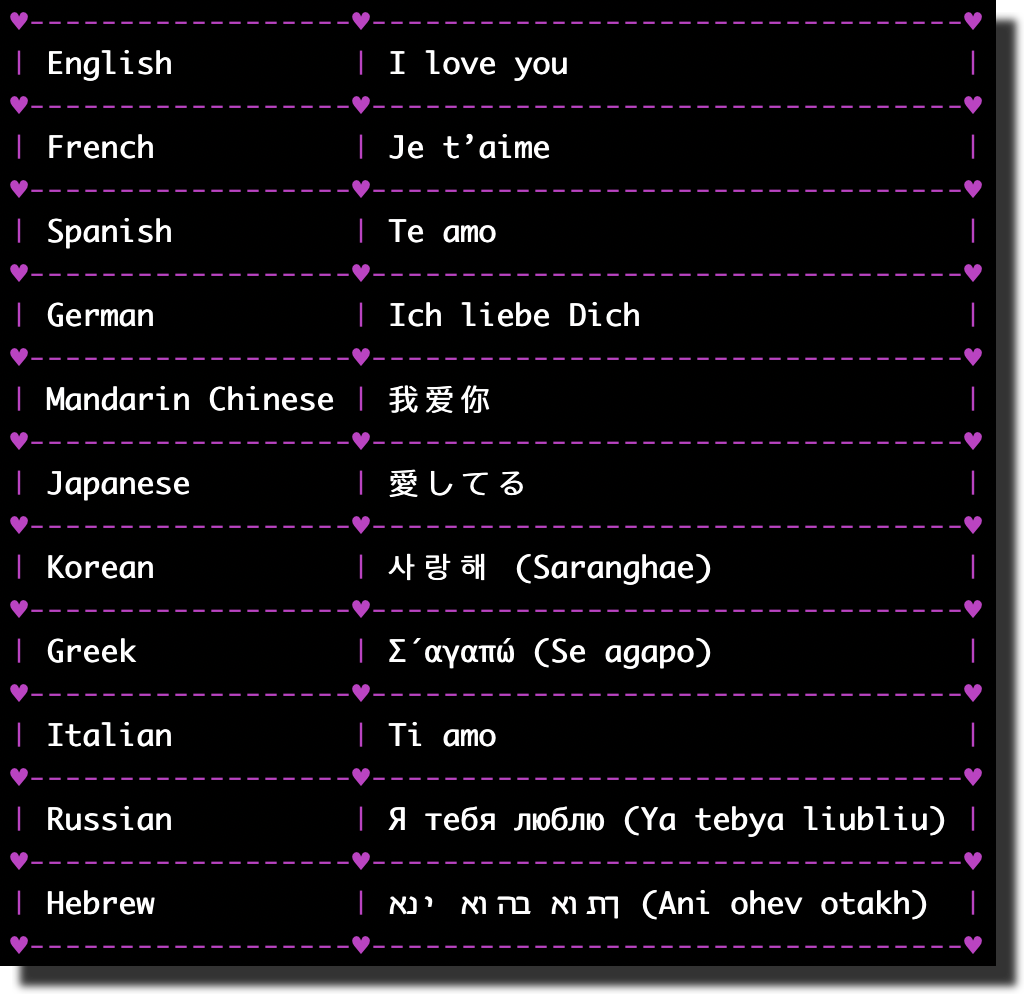 English I love you
French Je t’aime
Spanish Te amo
German Ich liebe Dich
Mandarin Chinese 我爱你
Japanese 愛してる
Korean 사랑해 (Saranghae)
Greek Σ´αγαπώ (Se agapo)
Italian Ti amo
Russian Я тебя люблю (Ya tebya liubliu)
Hebrew אני אוהב אותך (Ani ohev otakh)